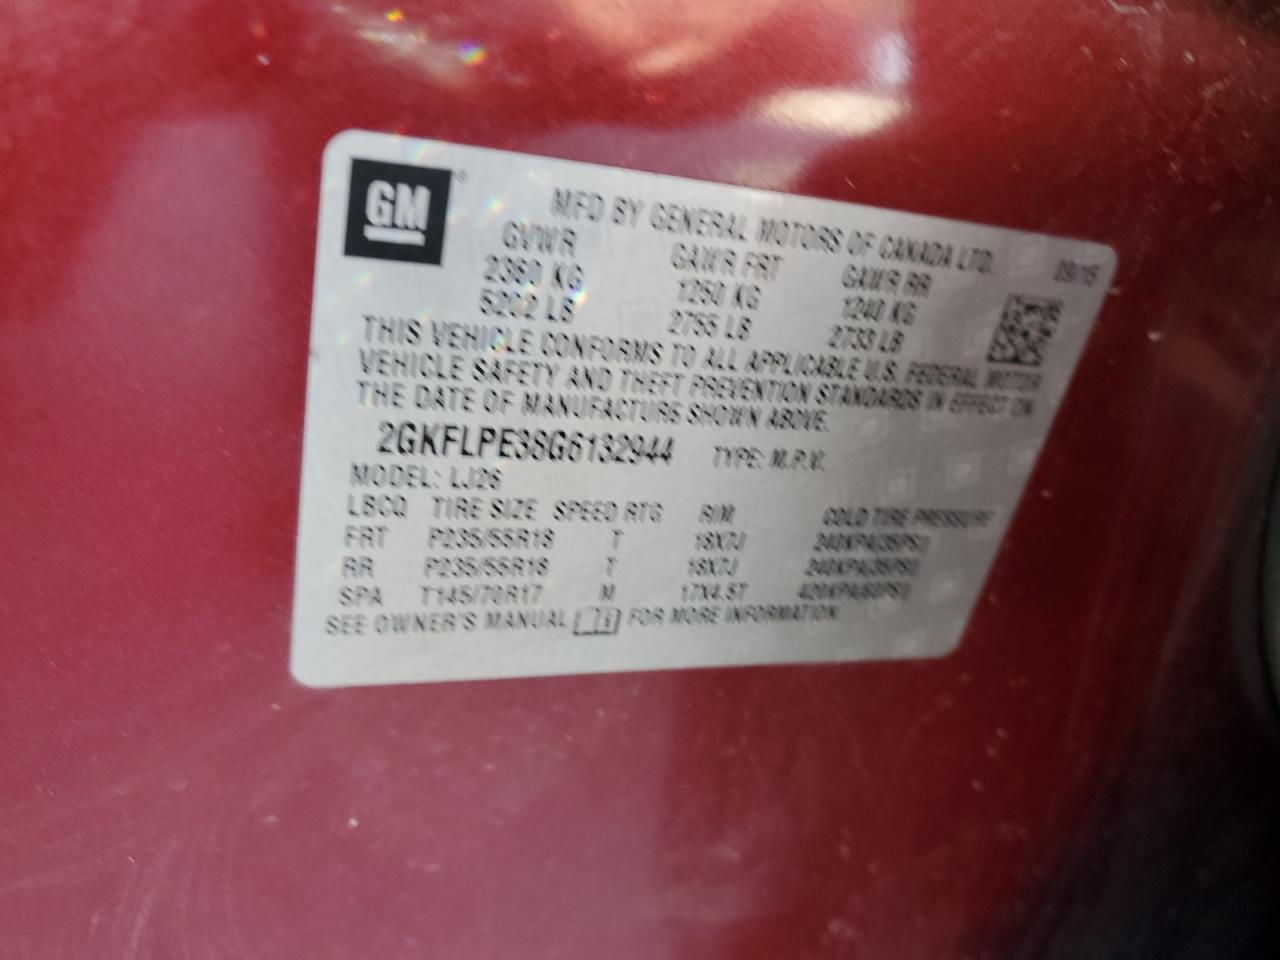 GM
MFD BY GENERAL MOTORS OF CANADA LTD.
GVWR GAWR FRT GAWR RR 09/15
2360 KG 1250 KG 1240 KG
5202 LB 2755 LB 2733 LB
THIS VEHICLE CONFORMS TO ALL APPLICABLE U.S. FEDERAL MOTOR
VEHICLE SAFETY AND THEFT PREVENTION STANDARDS IN EFFECT ON
THE DATE OF MANUFACTURE SHOWN ABOVE.
2GKFLPE38G6132944 TYPE: M.P.V.
MODEL: LJ26
LBCQ TIRE SIZE SPEED RTG RIM COLD TIRE PRESSURE
FRT P235/55R18 T 18X7J 240KPA(35PSI)
RR P235/55R18 T 18X7J 240KPA(35PSI)
SPA T145/70R17 M 17X4.5T 420KPA(60PSI)
SEE OWNER'S MANUAL FOR MORE INFORMATION.